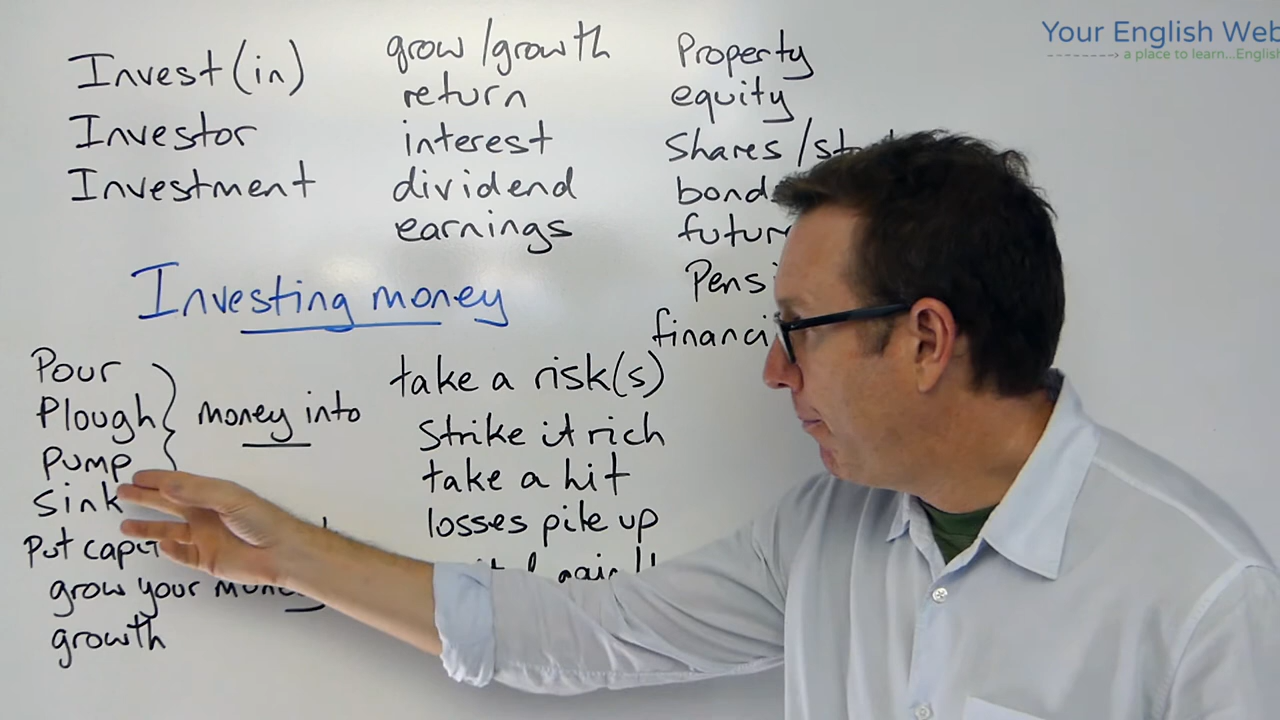 Your English Web
a place to learn...English
Invest (in)
Investor
Investment
grow/growth
return
interest
dividend
earnings
Property
equity
Shares/
Investing money
Pour
Plough
Pump
Sink
money into
Put
grow your money
growth
take a risk(s)
Strike it rich
take a hit
losses pile up